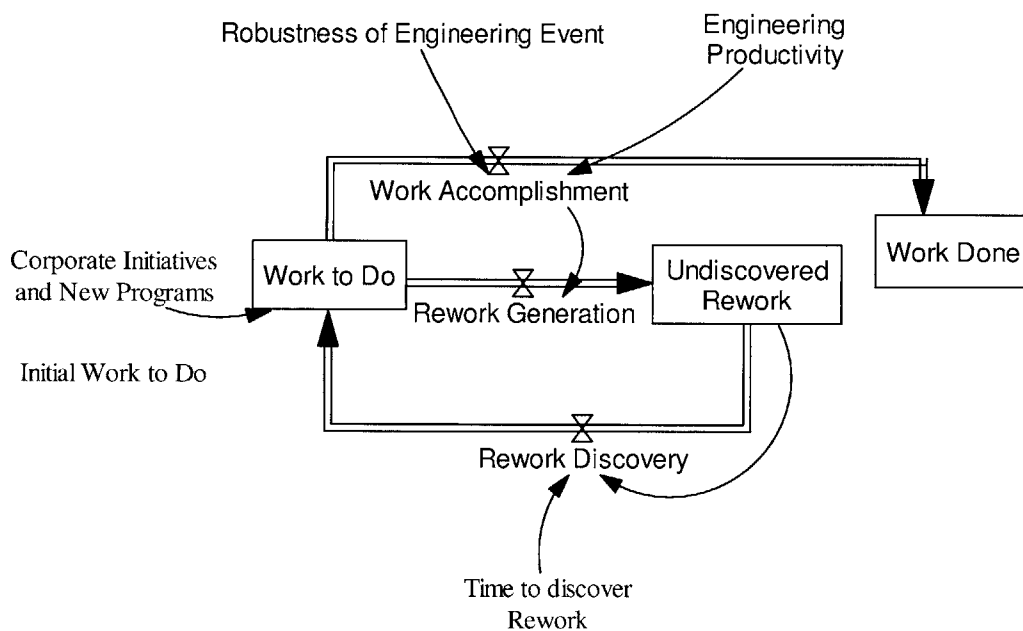 Robustness of Engineering Event
Engineering
Productivity
Work Accomplishment
Work to Do
Undiscovered
Rework
Work Done
Corporate Initiatives
and New Programs
Rework Generation
Initial Work to Do
Rework Discovery
Time to discover
Rework